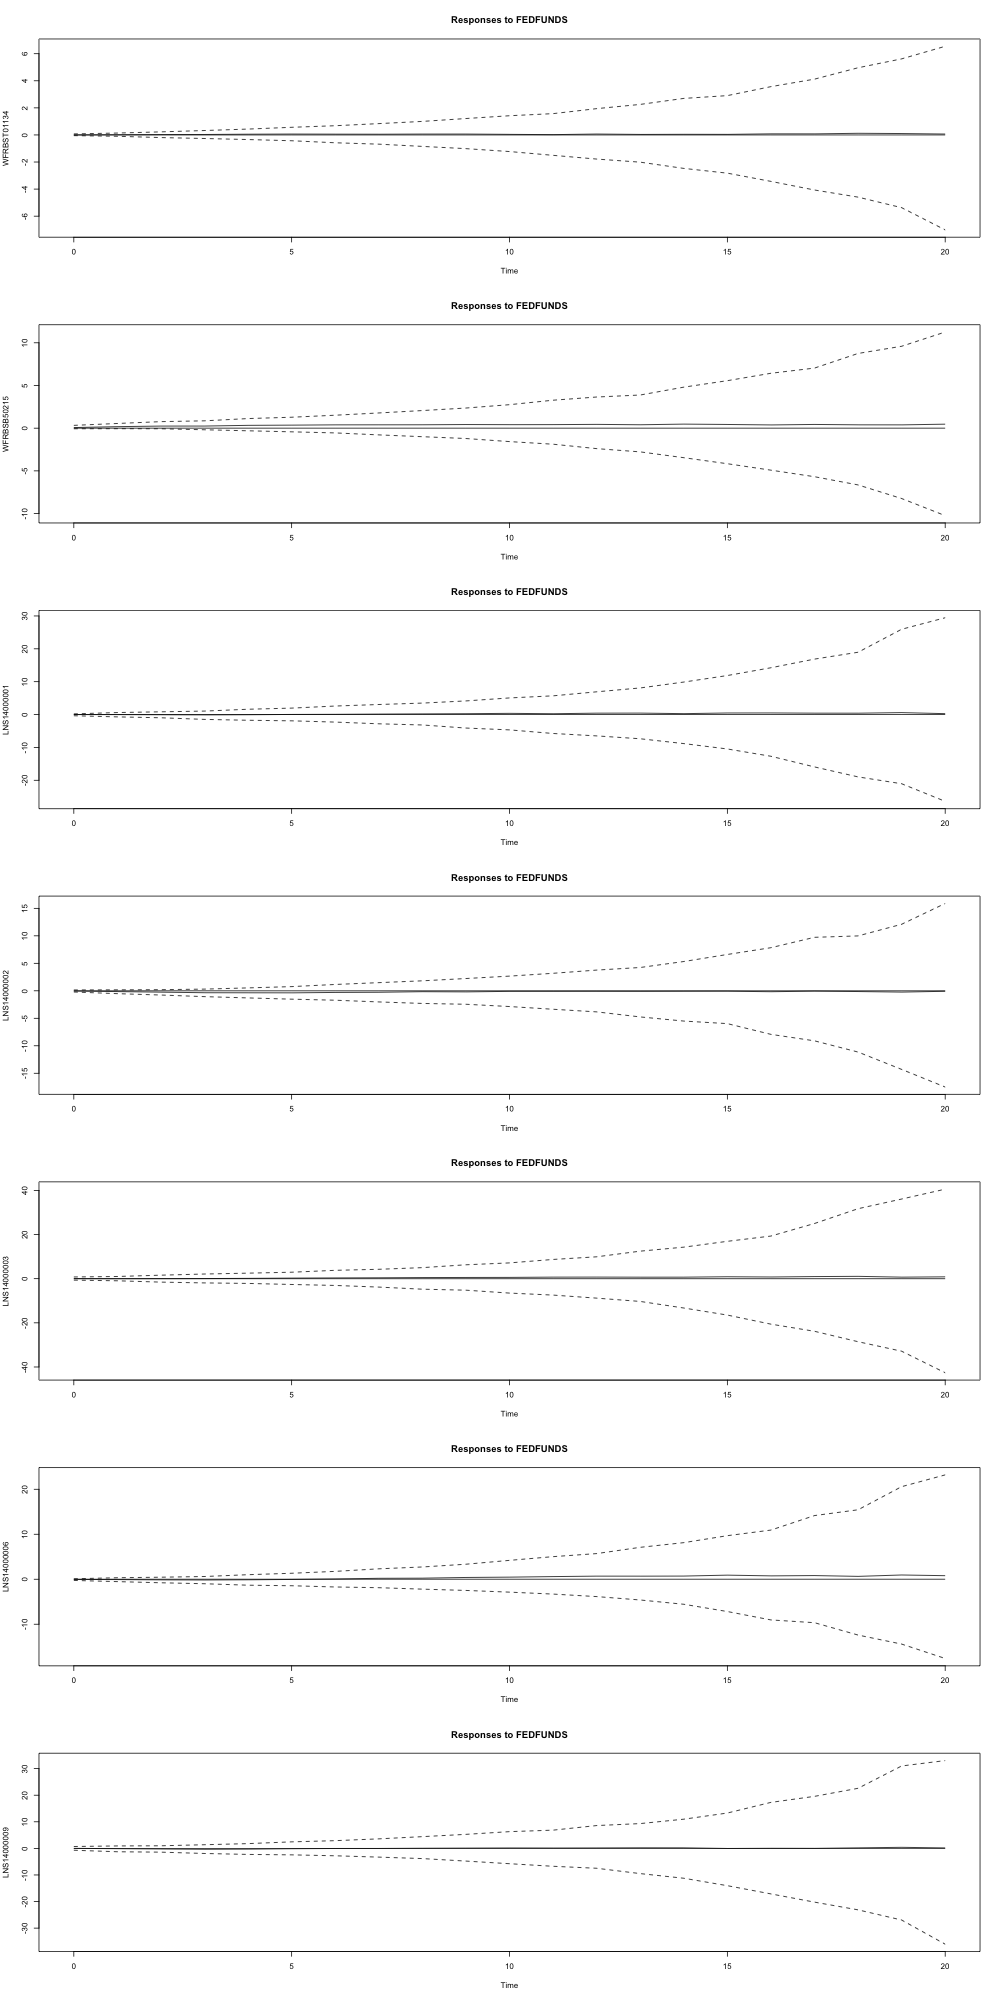 Responses to FEDFUNDS
WFRBST01134
6
4
2
0
-2
-4
-6
0 5 10 15 20
Time
Responses to FEDFUNDS
WFRBSB50215
10
5
0
-5
-10
0 5 10 15 20
Time
Responses to FEDFUNDS
LNS14000001
30
20
10
0
-10
-20
0 5 10 15 20
Time
Responses to FEDFUNDS
LNS14000002
15
10
5
0
-5
-10
-15
0 5 10 15 20
Time
Responses to FEDFUNDS
LNS14000003
40
20
0
-20
-40
0 5 10 15 20
Time
Responses to FEDFUNDS
LNS14000006
20
10
0
-10
0 5 10 15 20
Time
Responses to FEDFUNDS
LNS14000009
30
20
10
0
-10
-20
-30
0 5 10 15 20
Time